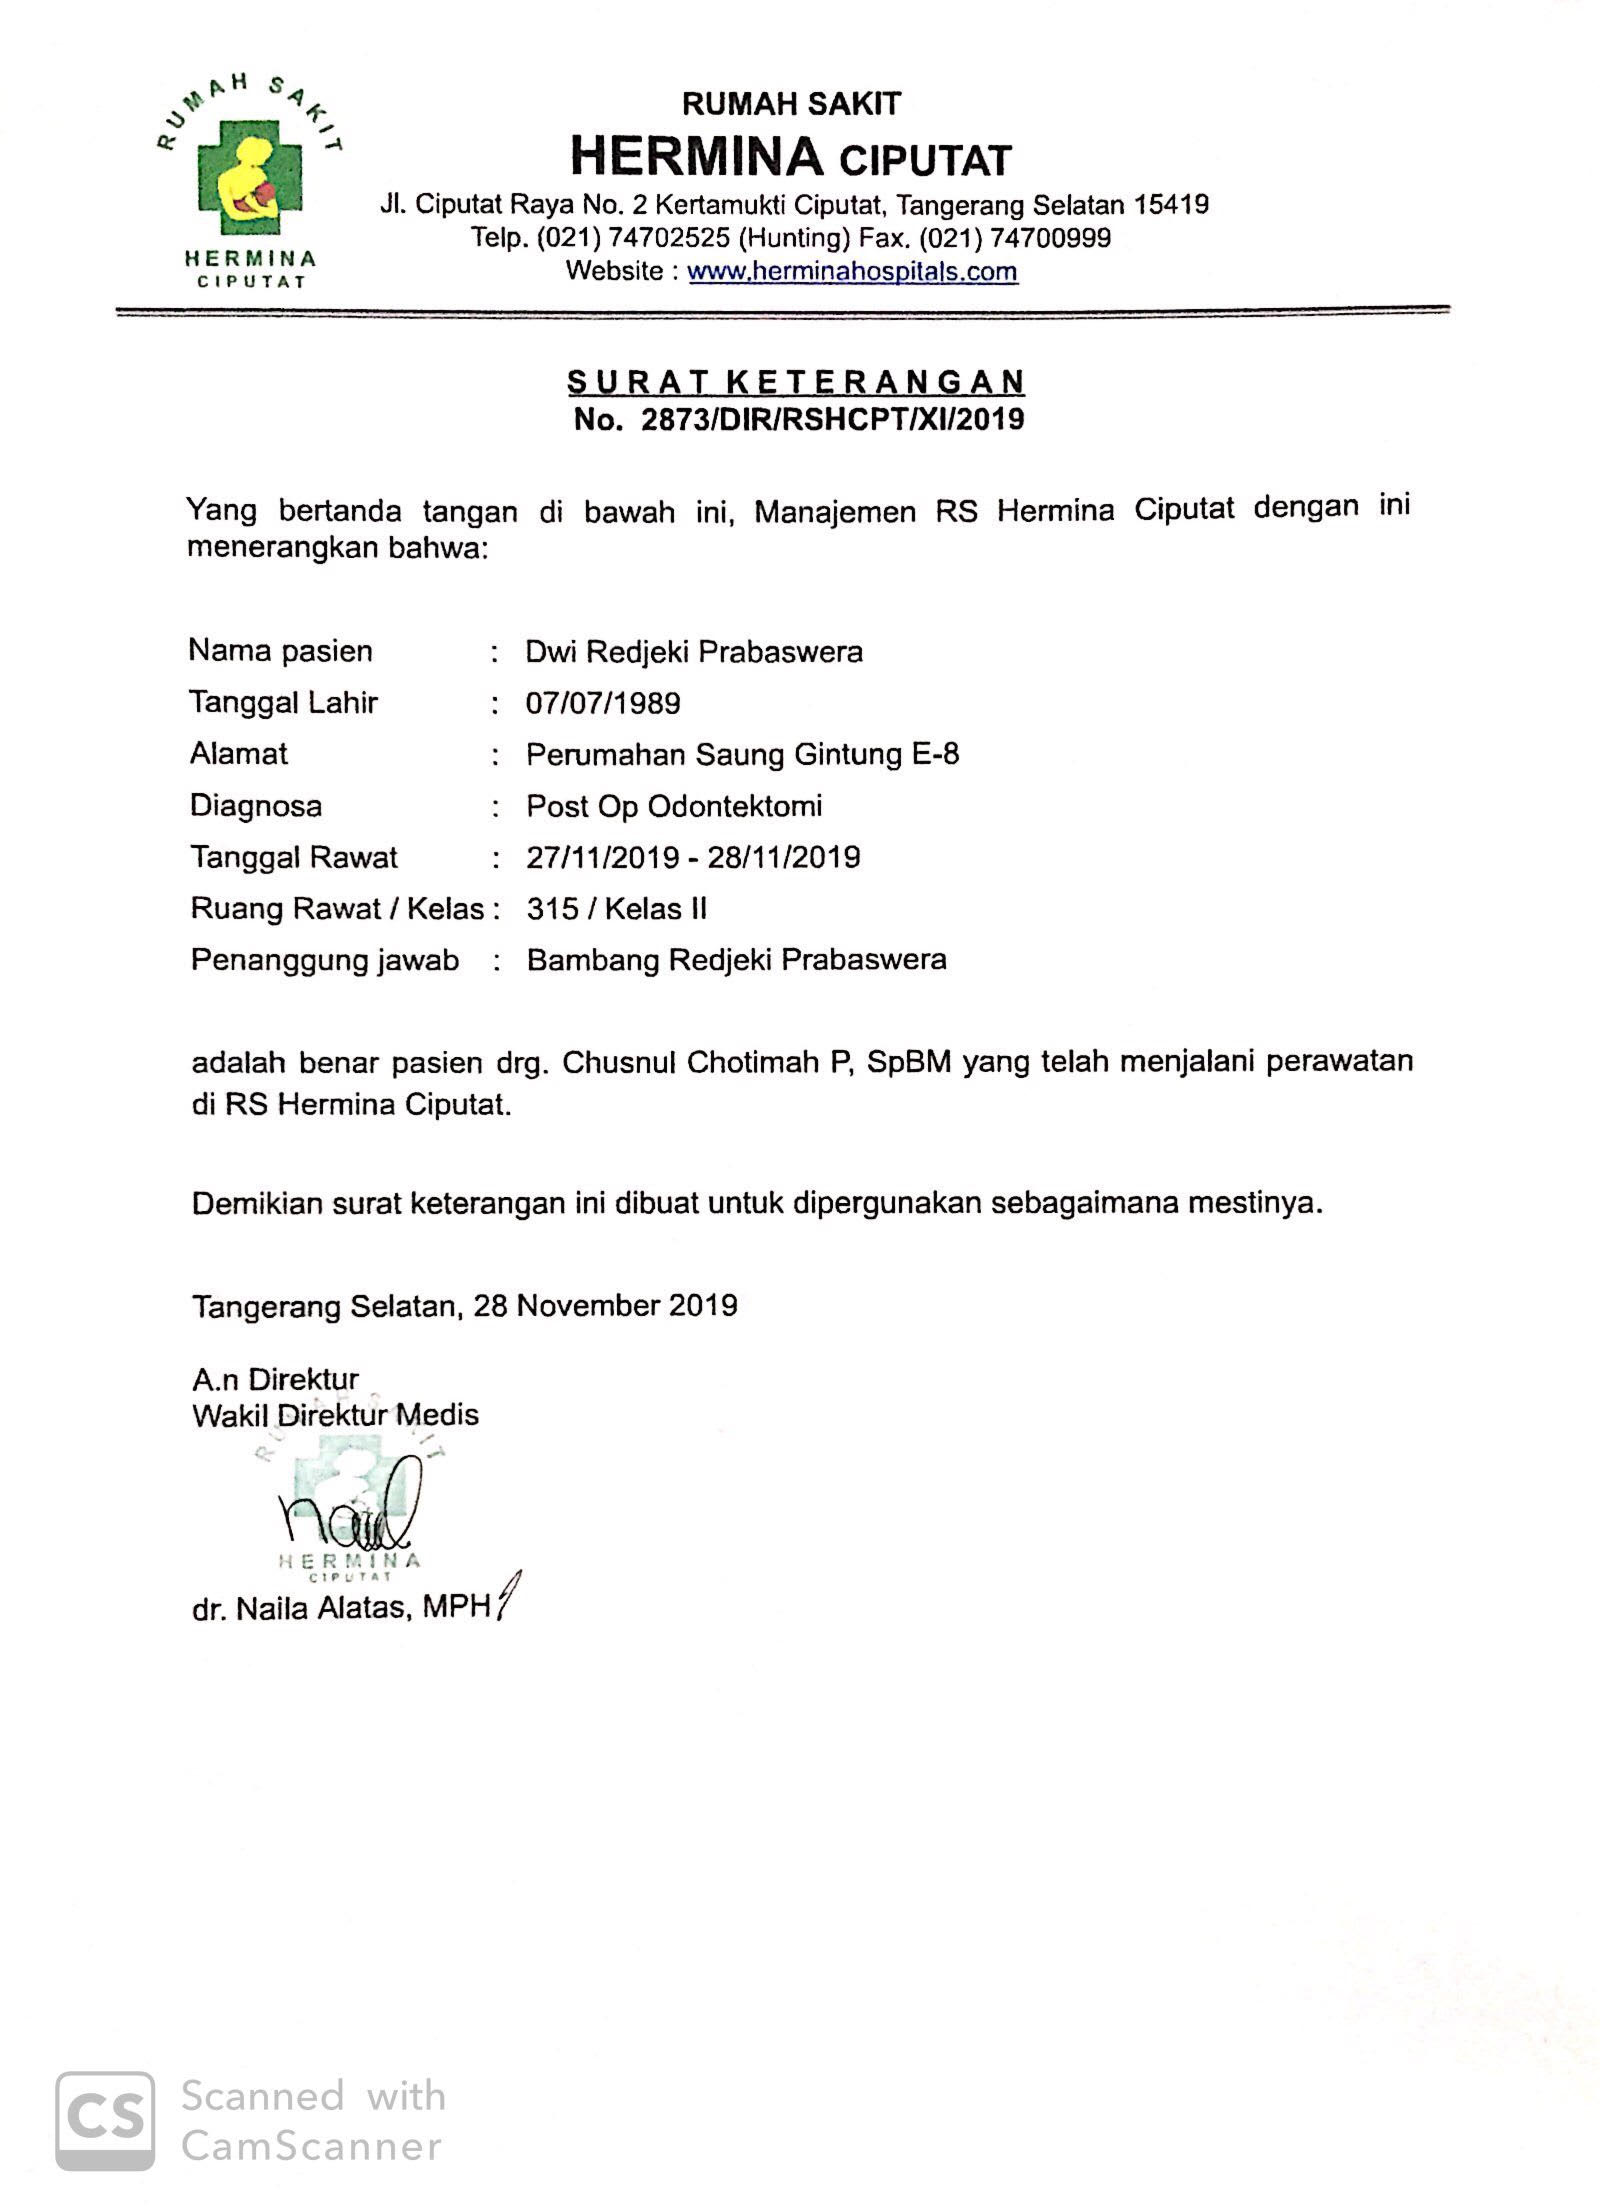 RUMAH SAKIT
HERMINA
CIPUTAT
RUMAH SAKIT
HERMINA CIPUTAT
Jl. Ciputat Raya No. 2 Kertamukti Ciputat, Tangerang Selatan 15419
Telp. (021) 74702525 (Hunting) Fax. (021) 74700999
Website : www.herminahospitals.com
SURAT KETERANGAN
No. 2873/DIR/RSHCPT/XI/2019
Yang bertanda tangan di bawah ini, Manajemen RS Hermina Ciputat dengan ini
menerangkan bahwa:
Nama pasien : Dwi Redjeki Prabaswera
Tanggal Lahir : 07/07/1989
Alamat : Perumahan Saung Gintung E-8
Diagnosa : Post Op Odontektomi
Tanggal Rawat : 27/11/2019 - 28/11/2019
Ruang Rawat / Kelas : 315 / Kelas II
Penanggung jawab : Bambang Redjeki Prabaswera
adalah benar pasien drg. Chusnul Chotimah P, SpBM yang telah menjalani perawatan
di RS Hermina Ciputat.
Demikian surat keterangan ini dibuat untuk dipergunakan sebagaimana mestinya.
Tangerang Selatan, 28 November 2019
A.n Direktur
Wakil Direktur Medis
RUMAH SAKIT
HERMINA
CIPUTAT
dr. Naila Alatas, MPH
CS Scanned with
CamScanner